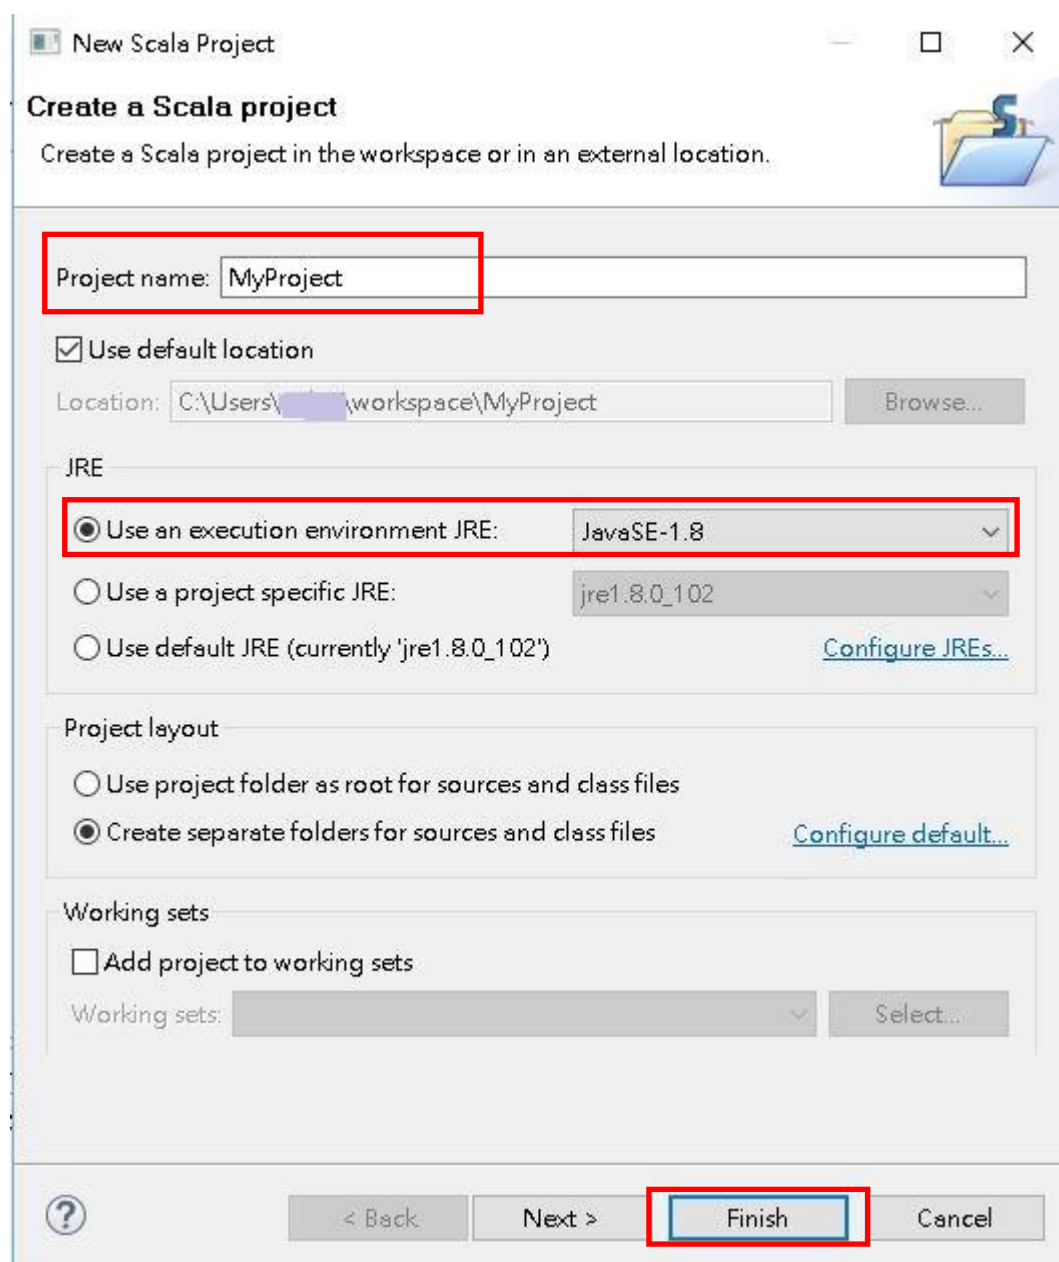 New Scala Project
Create a Scala project
Create a Scala project in the workspace or in an external location.
Project name: MyProject
Use default location
Location: C:\Users\ \workspace\MyProject Browse...
JRE
Use an execution environment JRE: JavaSE-1.8
Use a project specific JRE: jre1.8.0_102
Use default JRE (currently 'jre1.8.0_102') Configure JREs...
Project layout
Use project folder as root for sources and class files
Create separate folders for sources and class files Configure default...
Working sets
Add project to working sets
Working sets: Select...
? < Back Next > Finish Cancel